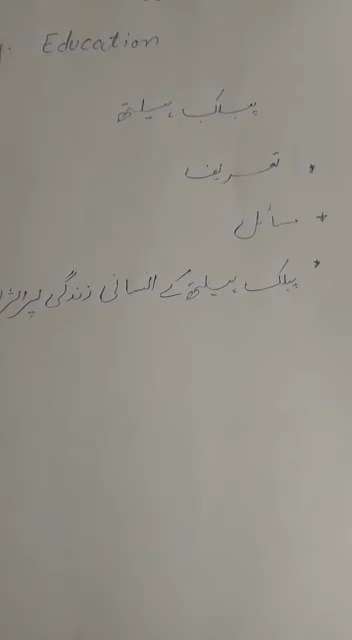 Education
پبلک ہیلتھ
* تعریف
* مسائل
* پبلک ہیلتھ کے انسانی زندگی پر